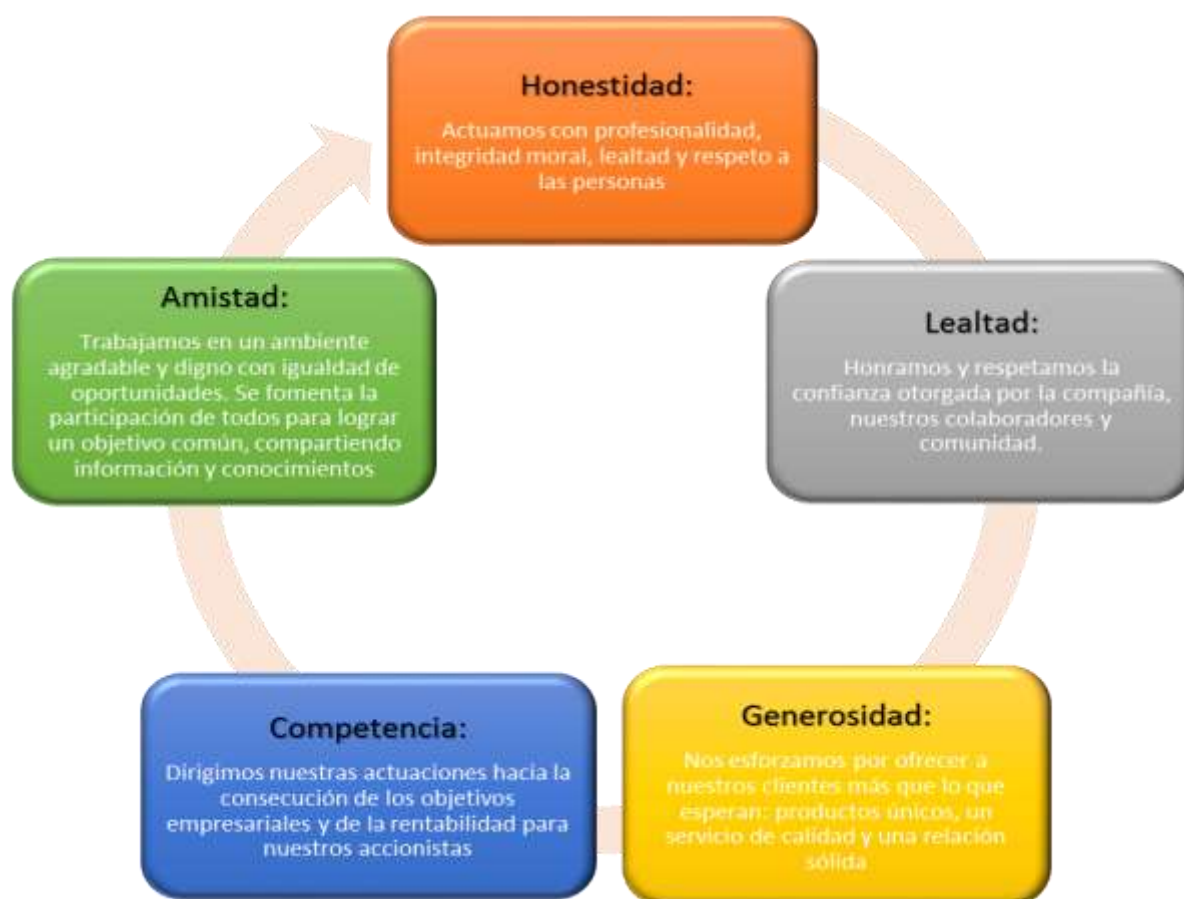 Honestidad:
Actuamos con profesionalidad,
integridad moral, lealtad y respeto a
las personas
Lealtad:
Honramos y respetamos la
confianza otorgada por la compañía,
nuestros colaboradores y
comunidad.
Generosidad:
Nos esforzamos por ofrecer a
nuestros clientes más que lo que
esperan: productos únicos, un
servicio de calidad y una relación
sólida
Competencia:
Dirigimos nuestras actuaciones hacia la
consecución de los objetivos
empresariales y de la rentabilidad para
nuestros accionistas
Amistad:
Trabajamos en un ambiente
agradable y digno con igualdad de
oportunidades. Se fomenta la
participación de todos para lograr
un objetivo común, compartiendo
información y conocimientos